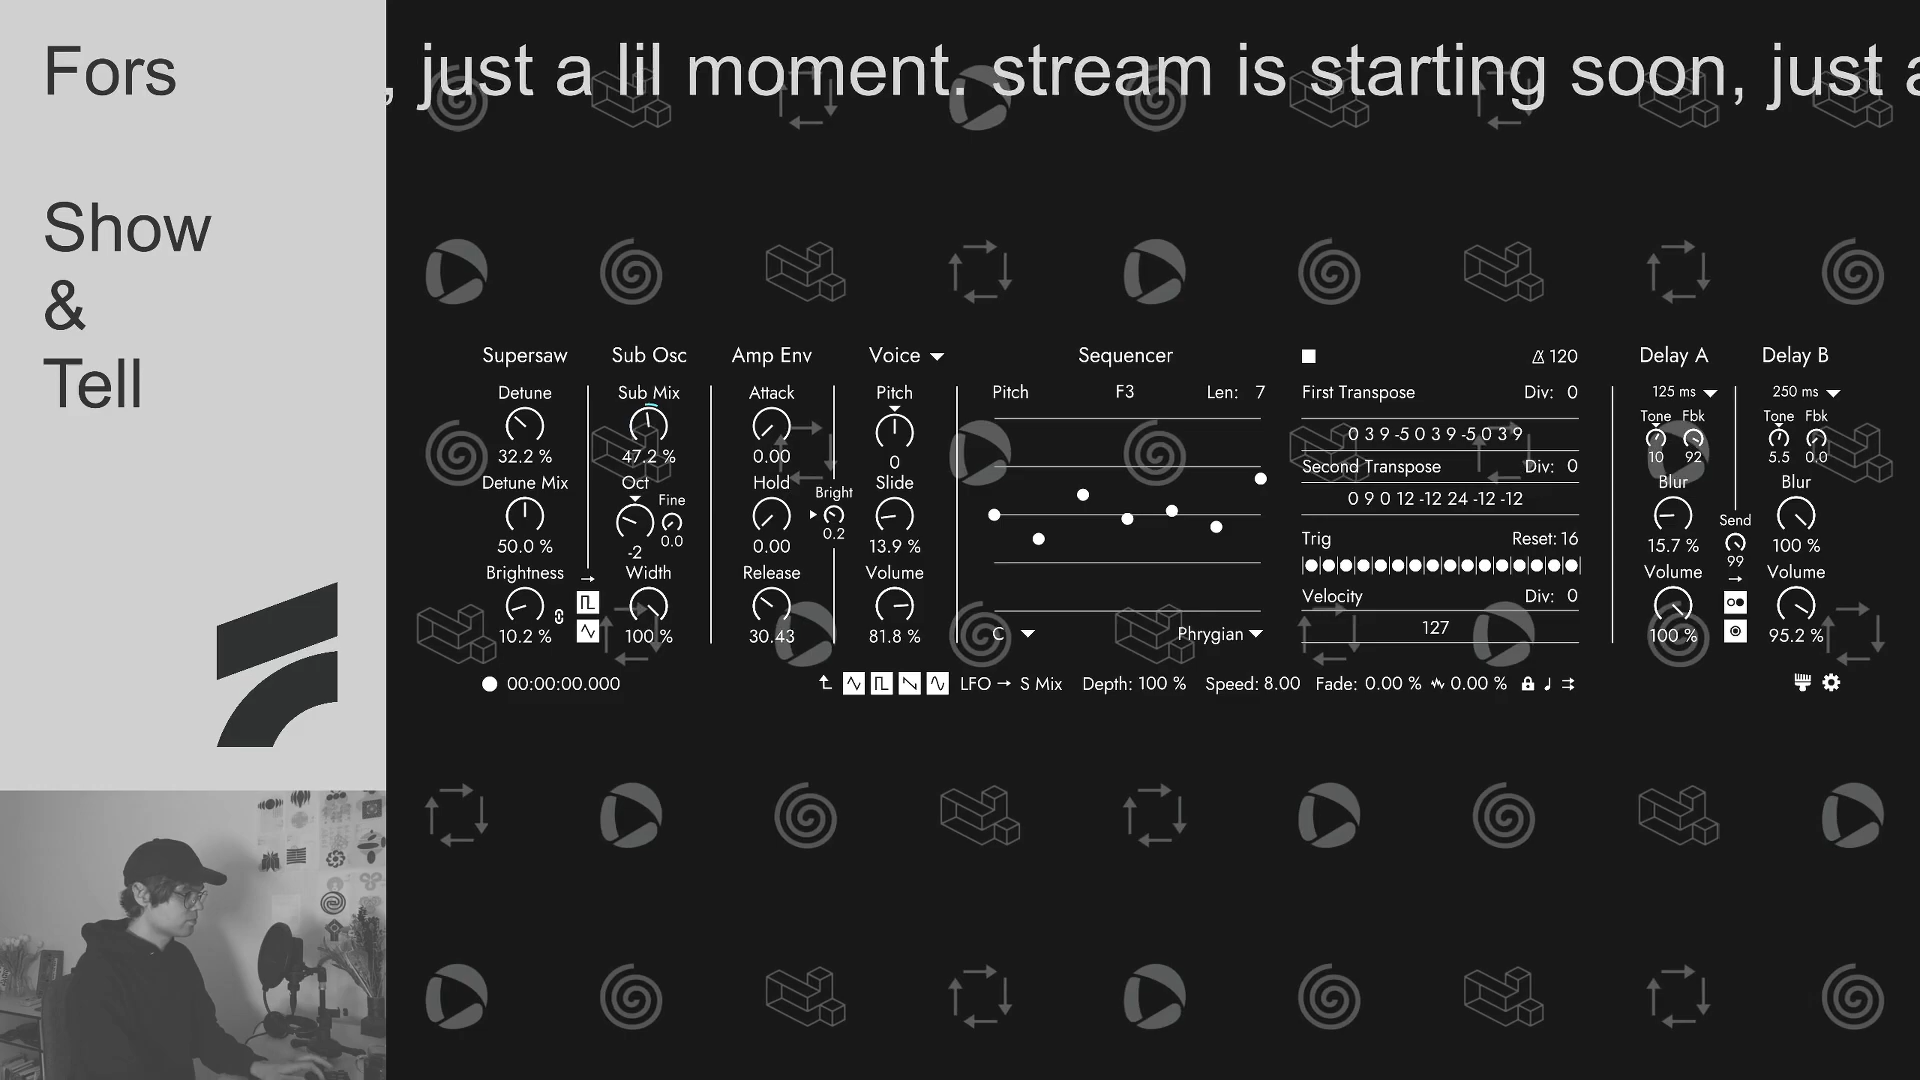 Fors
Show
&
Tell
, just a lil moment. stream is starting soon, just a
Supersaw
Detune
32.2 %
Detune Mix
50.0 %
Brightness
10.2 %
Sub Osc
Sub Mix
47.2 %
Oct
-2
Fine
0.0
Width
100 %
Amp Env
Attack
0.00
Hold
0.00
Release
30.43
Bright
0.2
Voice
Pitch
0
Slide
13.9 %
Volume
81.8 %
Sequencer
Pitch F3 Len: 7
C Phrygian
120
First Transpose Div: 0
0 3 9 -5 0 3 9 -5 0 3 9
Second Transpose Div: 0
0 9 0 12 -12 24 -12 -12
Trig Reset: 16
Velocity Div: 0
127
Delay A
125 ms
Tone Fbk
10 92
Blur
15.7 %
Volume
100 %
Send
99
Delay B
250 ms
Tone Fbk
5.5 0.0
Blur
100 %
Volume
95.2 %
00:00:00.000
LFO → S Mix Depth: 100 % Speed: 8.00 Fade: 0.00 % 0.00 %